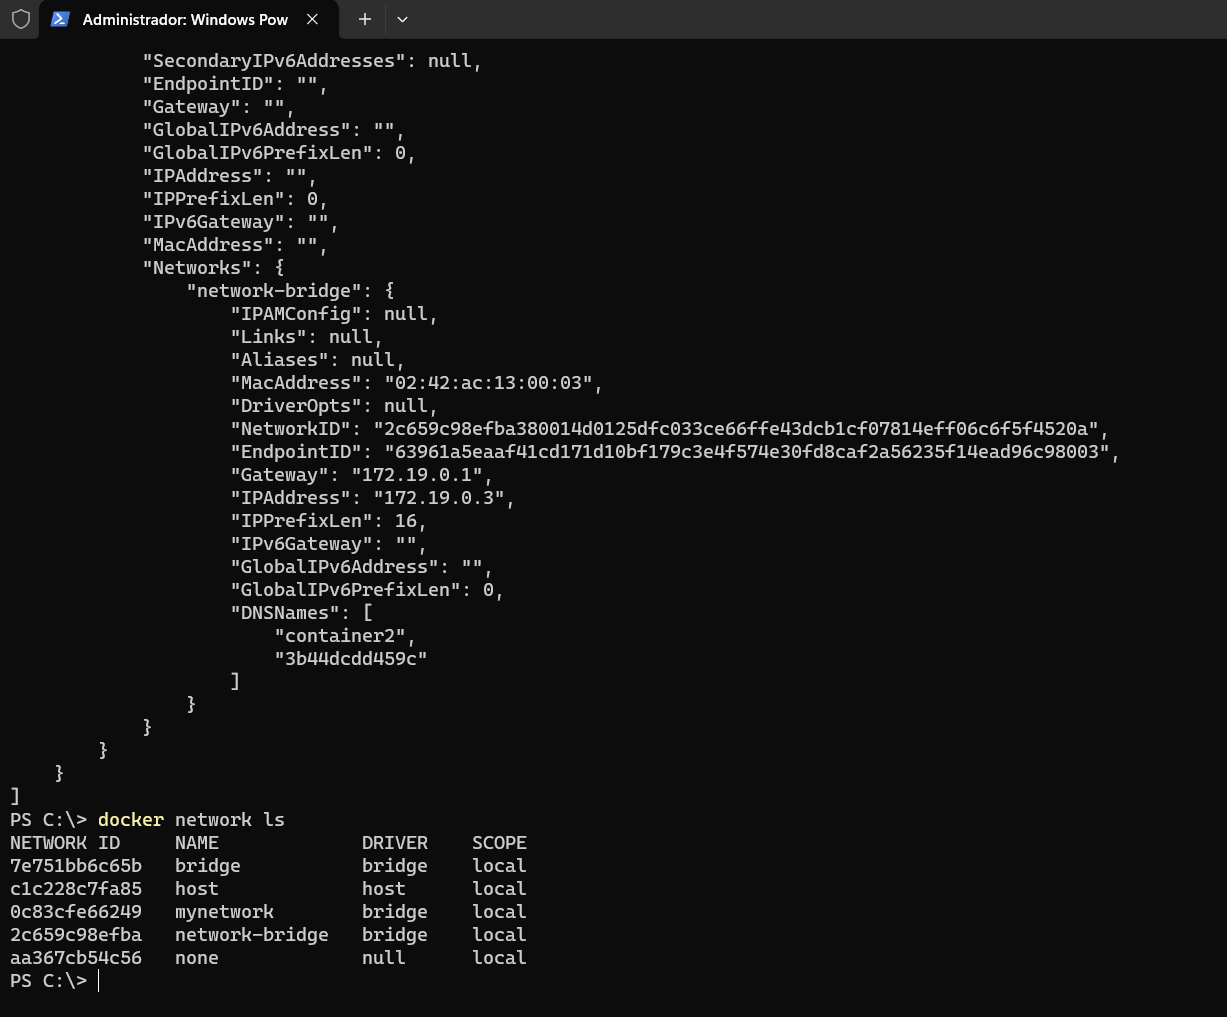 Administrador: Windows Pow
"SecondaryIPv6Addresses": null,
"EndpointID": "",
"Gateway": "",
"GlobalIPv6Address": "",
"GlobalIPv6PrefixLen": 0,
"IPAddress": "",
"IPPrefixLen": 0,
"IPv6Gateway": "",
"MacAddress": "",
"Networks": {
"network-bridge": {
"IPAMConfig": null,
"Links": null,
"Aliases": null,
"MacAddress": "02:42:ac:13:00:03",
"DriverOpts": null,
"NetworkID": "2c659c98efba380014d0125dfc033ce66ffe43dcb1cf07814eff06c6f5f4520a",
"EndpointID": "63961a5eaaf41cd171d10bf179c3e4f574e30fd8caf2a56235f14ead96c98003",
"Gateway": "172.19.0.1",
"IPAddress": "172.19.0.3",
"IPPrefixLen": 16,
"IPv6Gateway": "",
"GlobalIPv6Address": "",
"GlobalIPv6PrefixLen": 0,
"DNSNames": [
"container2",
"3b44dcdd459c"
]
}
}
}
}
]
PS C:\> docker network ls
NETWORK ID NAME DRIVER SCOPE
7e751bb6c65b bridge bridge local
c1c228c7fa85 host host local
0c83cfe66249 mynetwork bridge local
2c659c98efba network-bridge bridge local
aa367cb54c56 none null local
PS C:\>